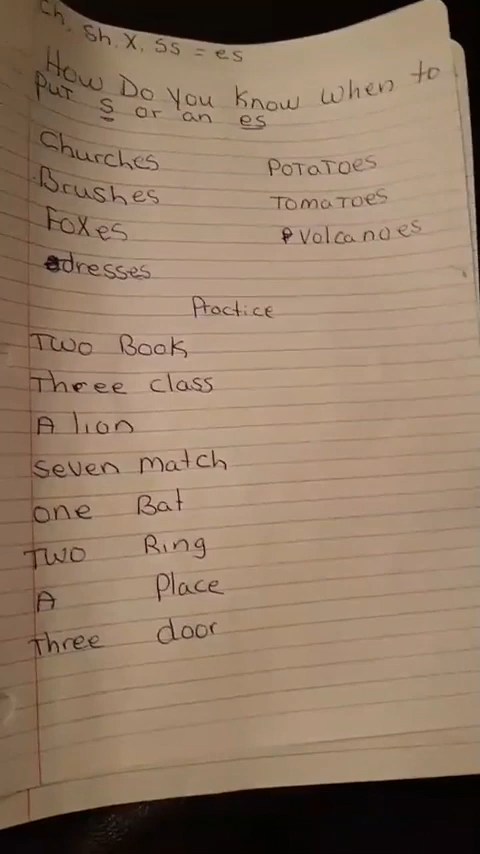 Ch, Sh, X, SS = es
How Do You Know When to
Put S or an es
Churches
Brushes
Foxes
dresses
Potatoes
Tomatoes
Volcanoes
Practice
Two Book
Three class
A lion
Seven match
One Bat
Two Ring
A Place
Three door